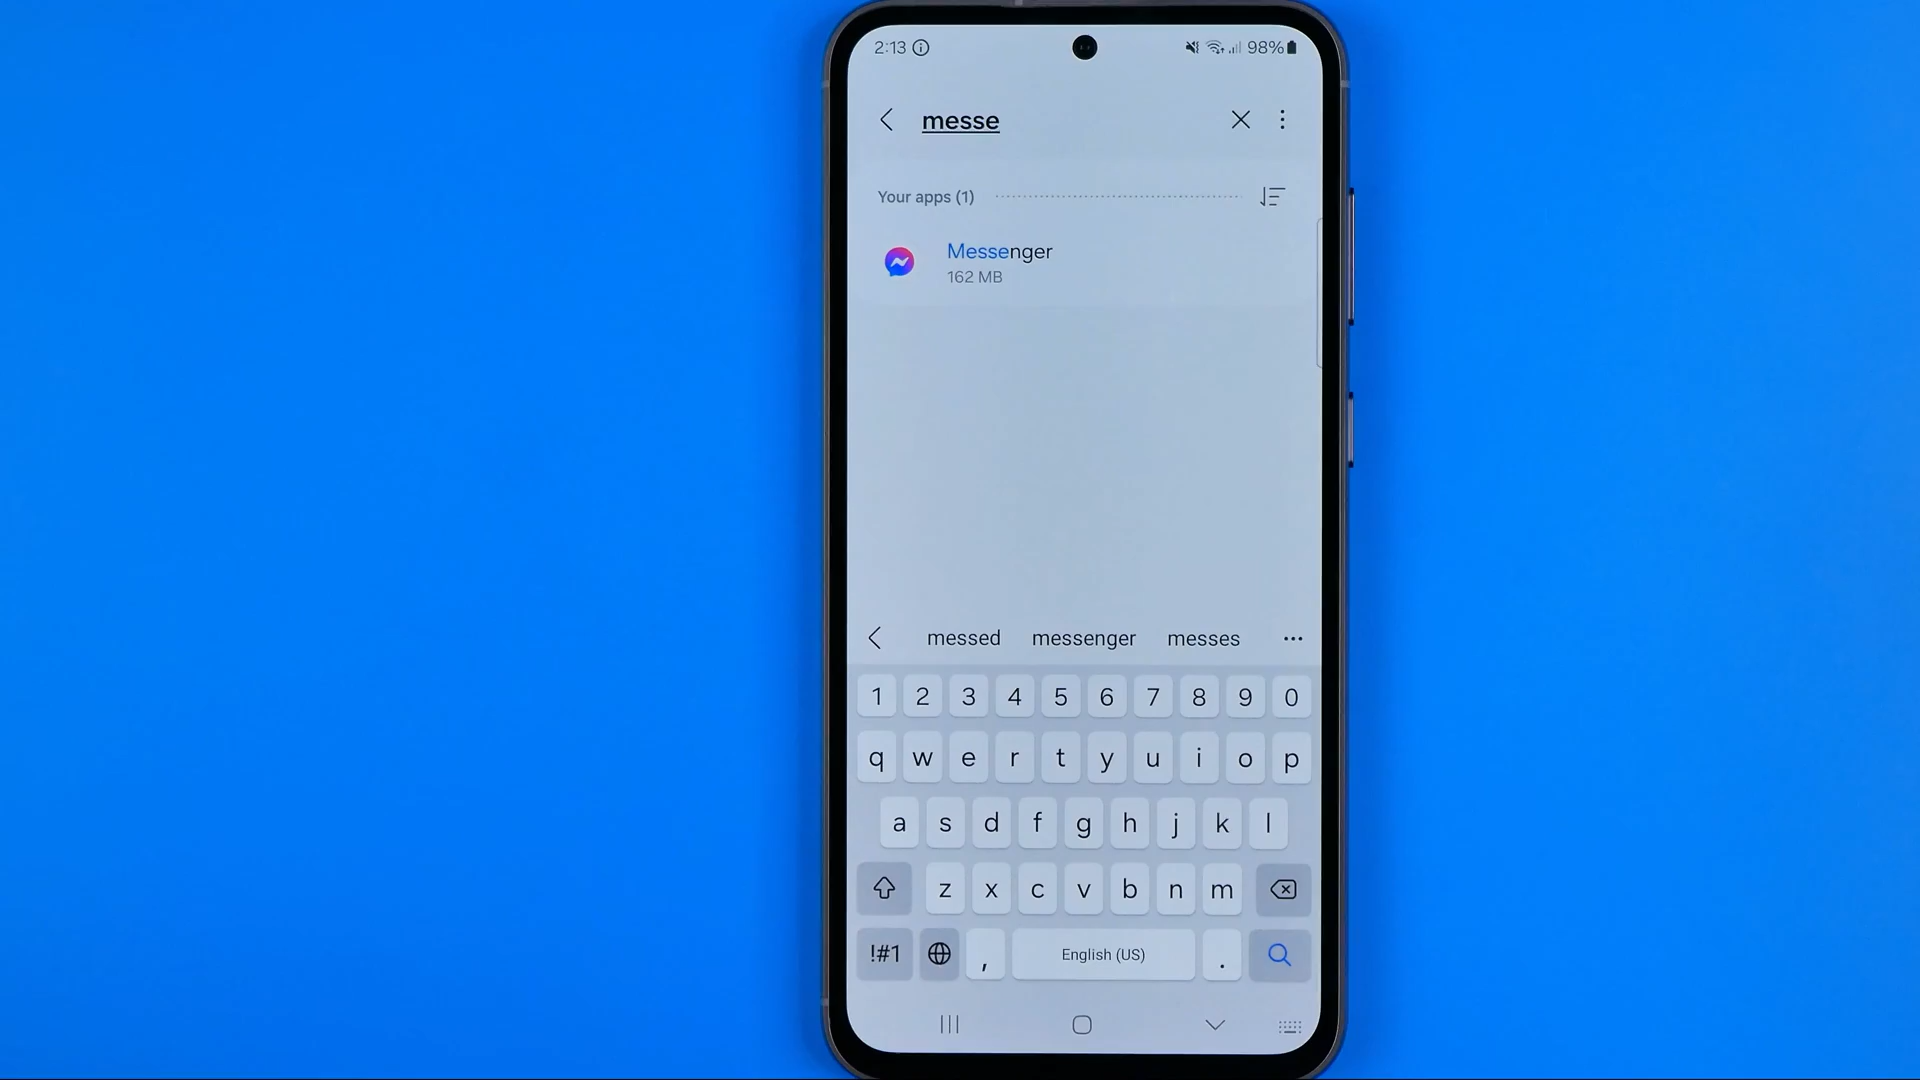 2:13 98%
messe
Your apps (1)
Messenger
162 MB
messed messenger messes
1 2 3 4 5 6 7 8 9 0
q w e r t y u i o p
a s d f g h j k l
z x c v b n m
!#1 , English (US) .